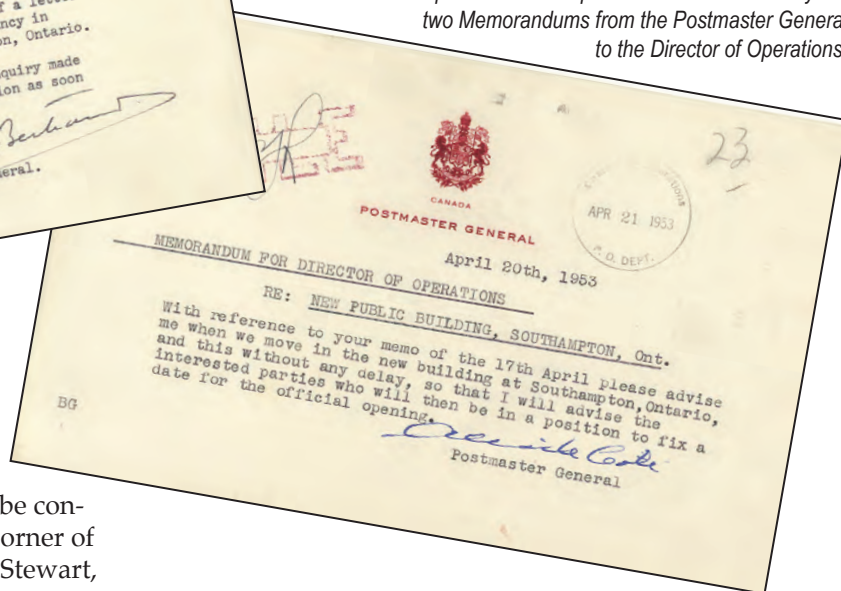 two Memorandums from the Postmaster Genera
to the Director of Operations
r a lette
ncy in
on, Ontario.
quiry made
ion as soon
eral.
23
CANADA
POSTMASTER GENERAL
APR 21 1953
P. D. DEPT.
April 20th, 1953
MEMORANDUM FOR DIRECTOR OF OPERATIONS
RE: NEW PUBLIC BUILDING, SOUTHAMPTON, Ont.
With reference to your memo of the 17th April please advise
me when we move in the new building at Southampton,Ontario,
and this without any delay, so that I will advise the
interested parties who will then be in a position to fix a
date for the official opening.
Postmaster General
BG
be con-
orner of
Stewart,